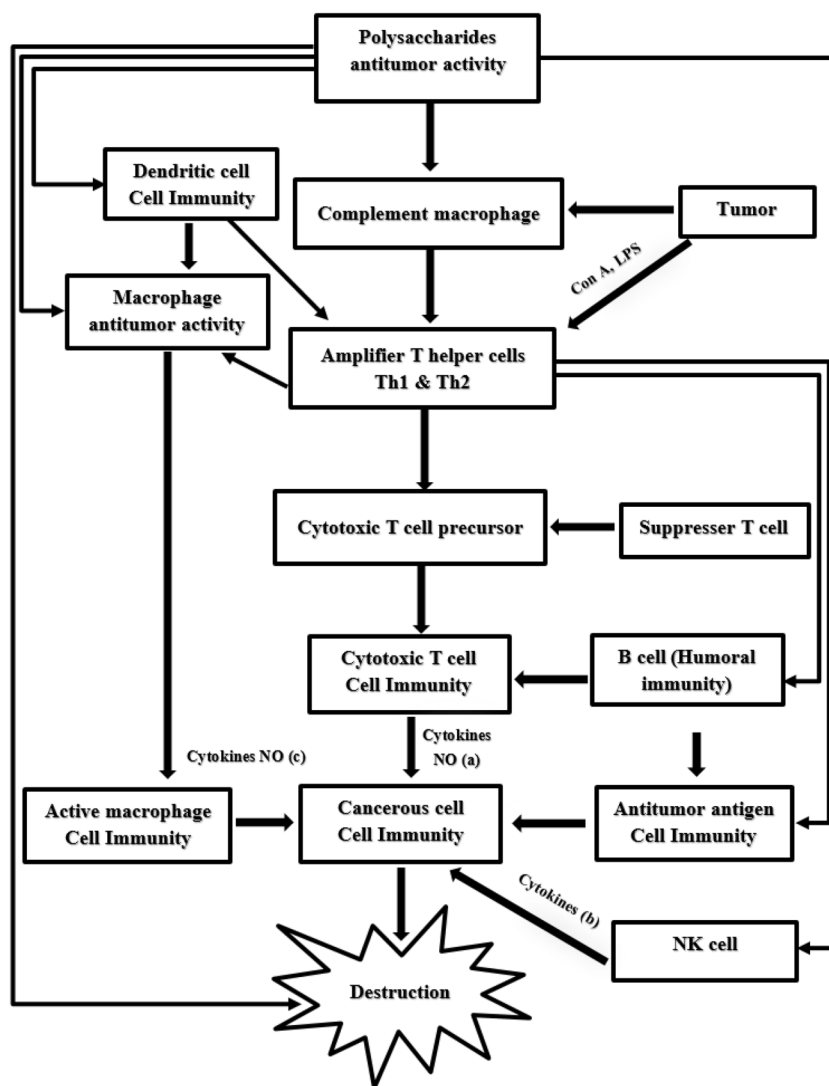 Polysaccharides
antitumor activity
Dendritic cell
Cell Immunity
Complement macrophage
Tumor
Con A, LPS
Macrophage
antitumor activity
Amplifier T helper cells
Th1 & Th2
Cytotoxic T cell precursor
Suppresser T cell
Cytotoxic T cell
Cell Immunity
B cell (Humoral
immunity)
Cytokines NO (c)
Cytokines
NO (a)
Active macrophage
Cell Immunity
Cancerous cell
Cell Immunity
Antitumor antigen
Cell Immunity
Cytokines (b)
NK cell
Destruction